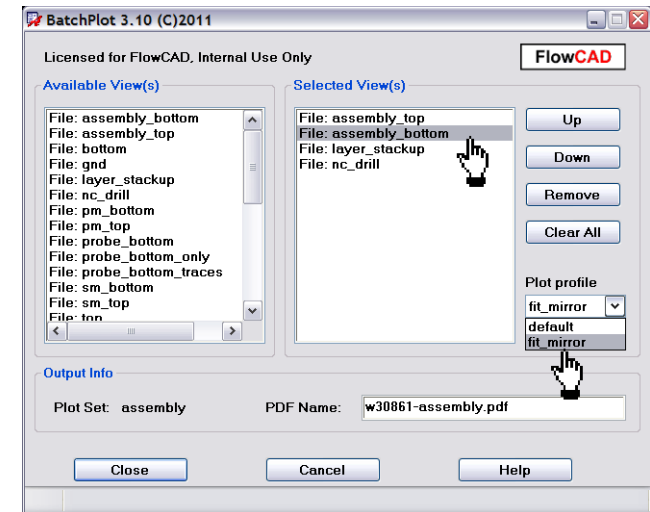 BatchPlot 3.10 (C)2011
Licensed for FlowCAD, Internal Use Only
FlowCAD
Available View(s)
File: assembly_bottom
File: assembly_top
File: bottom
File: gnd
File: layer_stackup
File: nc_drill
File: pm_bottom
File: pm_top
File: probe_bottom
File: probe_bottom_only
File: probe_bottom_traces
File: sm_bottom
File: sm_top
File: top
Selected View(s)
File: assembly_top
File: assembly_bottom
File: layer_stackup
File: nc_drill
Up
Down
Remove
Clear All
Plot profile
fit_mirror
default
fit_mirror
Output Info
Plot Set: assembly
PDF Name: w30861-assembly.pdf
Close
Cancel
Help